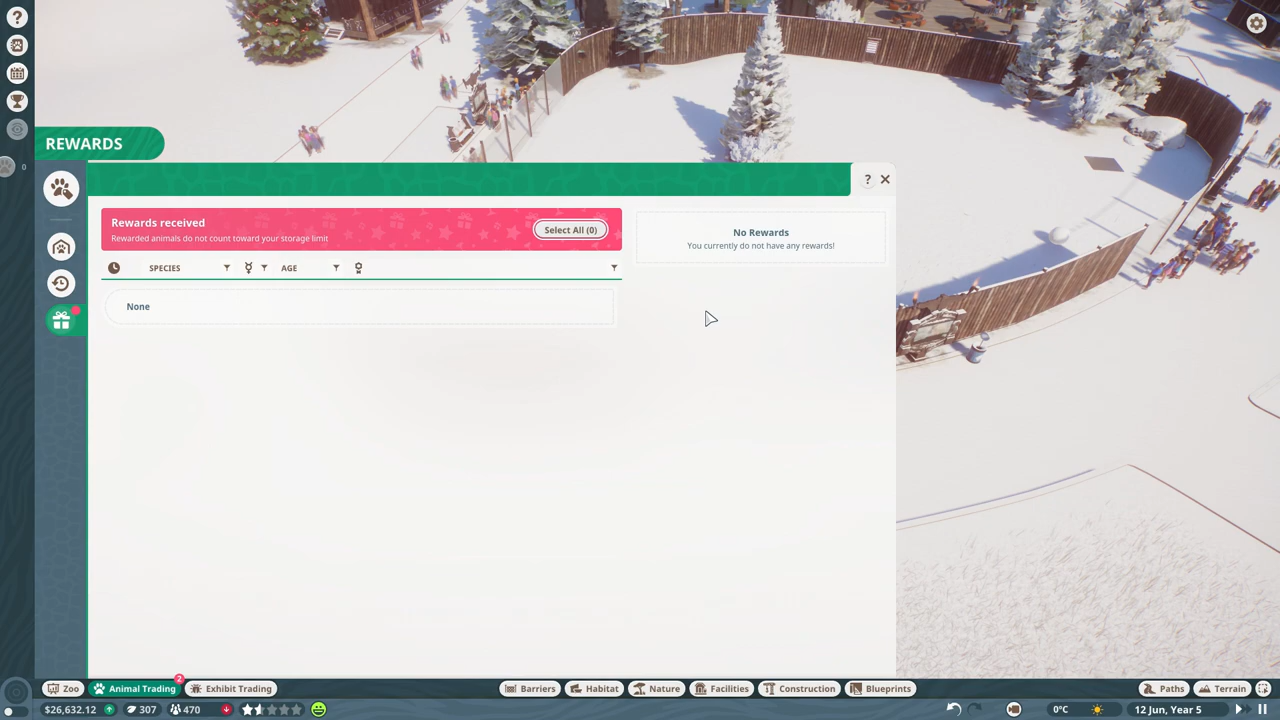 REWARDS
0
?
Rewards received
Rewarded animals do not count toward your storage limit
Select All (0)
No Rewards
You currently do not have any rewards!
SPECIES
AGE
None
Zoo
Animal Trading
2
Exhibit Trading
Barriers
Habitat
Nature
Facilities
Construction
Blueprints
Paths
Terrain
$26,632.12
307
470
0°C
12 Jun, Year 5